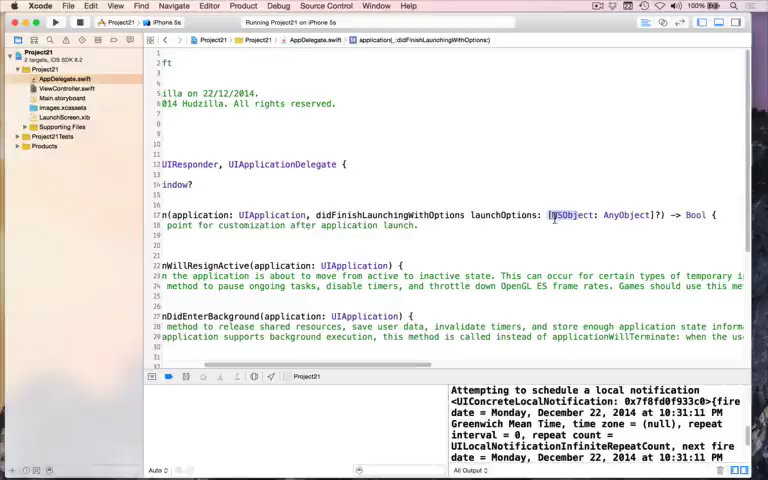 Xcode File Edit View Find Navigate Editor Product Debug Source Control Window Help 100%
Project21 iPhone 5s Running Project21 on iPhone 5s
Project21 Project21 AppDelegate.swift application(_:didFinishLaunchingWithOptions:)
Project21
2 targets, iOS SDK 8.2
Project21
AppDelegate.swift
ViewController.swift
Main.storyboard
Images.xcassets
LaunchScreen.xib
Supporting Files
Project21Tests
Products
1
2 ft
3
4
5 illa on 22/12/2014.
6 014 Hudzilla. All rights reserved.
7
8
9
10
11
12 UIResponder, UIApplicationDelegate {
13
14 indow?
15
16
17 n(application: UIApplication, didFinishLaunchingWithOptions launchOptions: [NSObject: AnyObject]?) -> Bool {
18 point for customization after application launch.
19
20
21
22 nWillResignActive(application: UIApplication) {
23 n the application is about to move from active to inactive state. This can occur for certain types of temporary i
24 method to pause ongoing tasks, disable timers, and throttle down OpenGL ES frame rates. Games should use this me
25
26
27 nDidEnterBackground(application: UIApplication) {
28 method to release shared resources, save user data, invalidate timers, and store enough application state inform
29 application supports background execution, this method is called instead of applicationWillTerminate: when the us
30
31
Project21
Attempting to schedule a local notification
<UIConcreteLocalNotification: 0x7f8fd0f933c0>{fire
date = Monday, December 22, 2014 at 10:31:11 PM
Greenwich Mean Time, time zone = (null), repeat
interval = 0, repeat count =
UILocalNotificationInfiniteRepeatCount, next fire
date = Monday, December 22, 2014 at 10:31:11 PM
Auto All Output